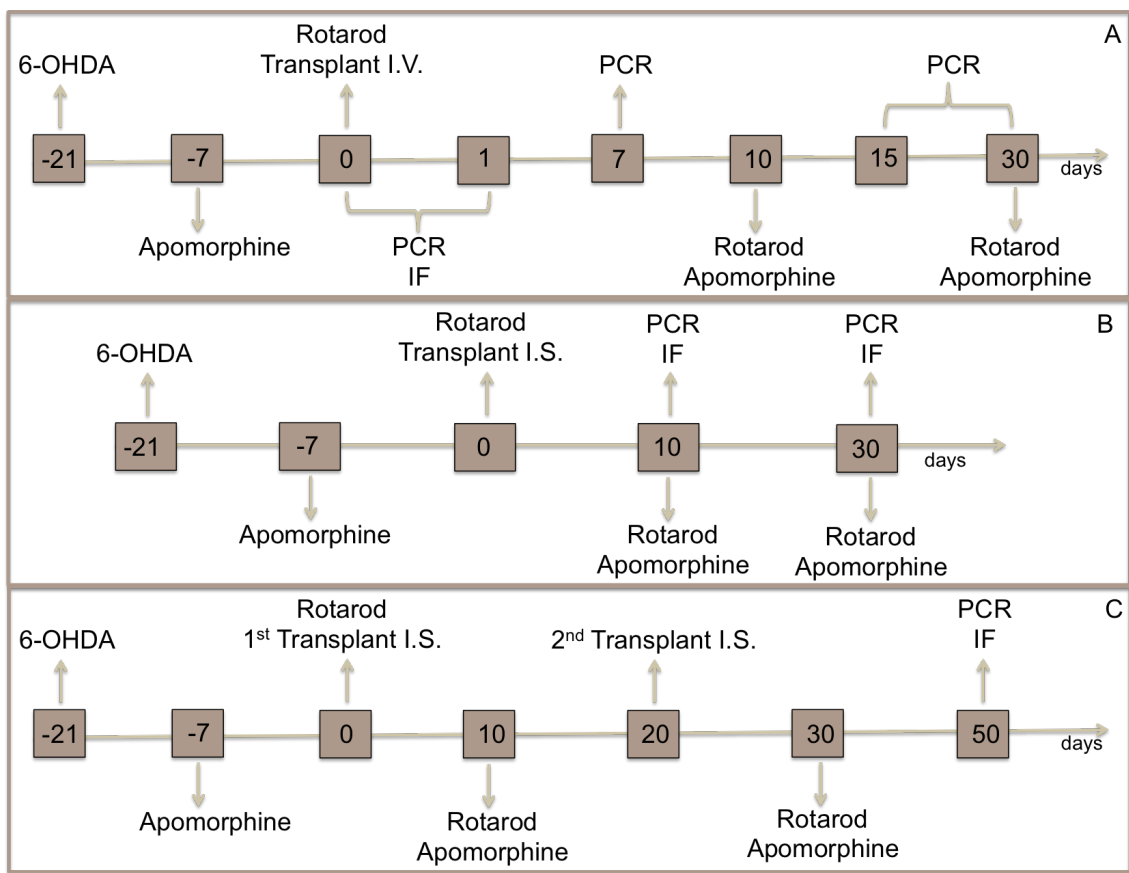 A
6-OHDA
Rotarod
Transplant I.V.
PCR
PCR
-21
-7
0
1
7
10
15
30
days
Apomorphine
PCR
IF
Rotarod
Apomorphine
Rotarod
Apomorphine
B
6-OHDA
Rotarod
Transplant I.S.
PCR
IF
PCR
IF
-21
-7
0
10
30
days
Apomorphine
Rotarod
Apomorphine
Rotarod
Apomorphine
C
6-OHDA
Rotarod
1st Transplant I.S.
2nd Transplant I.S.
PCR
IF
-21
-7
0
10
20
30
50
days
Apomorphine
Rotarod
Apomorphine
Rotarod
Apomorphine